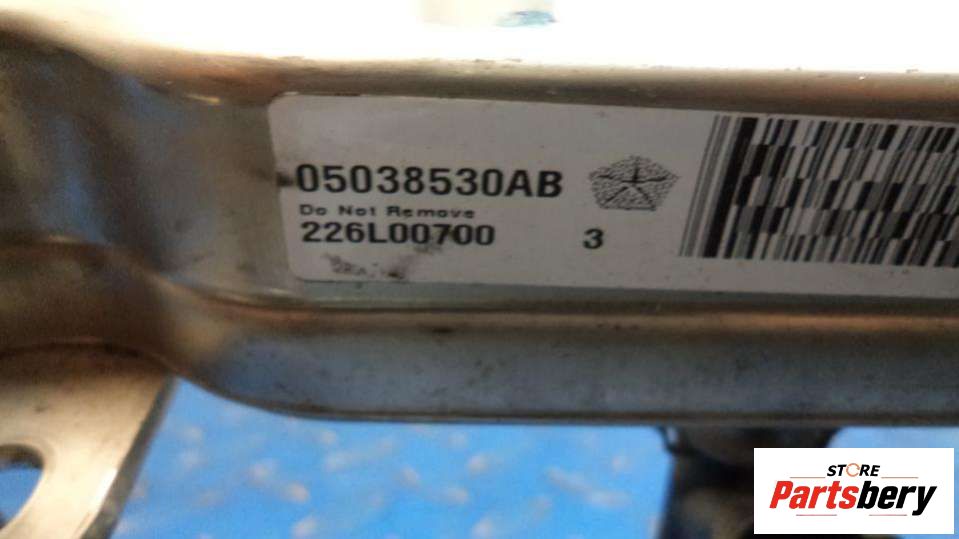 05038530AB
Do Not Remove
226L00700 3
STORE
Partsbery